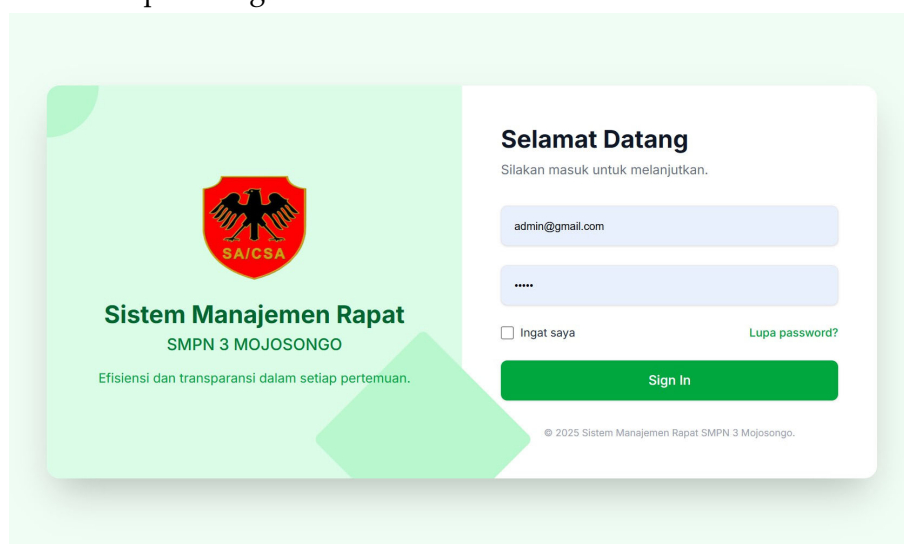 SA/CSA
Sistem Manajemen Rapat
SMPN 3 MOJOSONGO
Efisiensi dan transparansi dalam setiap pertemuan.
Selamat Datang
Silakan masuk untuk melanjutkan.
admin@gmail.com
•••••
Ingat saya
Lupa password?
Sign In
© 2025 Sistem Manajemen Rapat SMPN 3 Mojosongo.